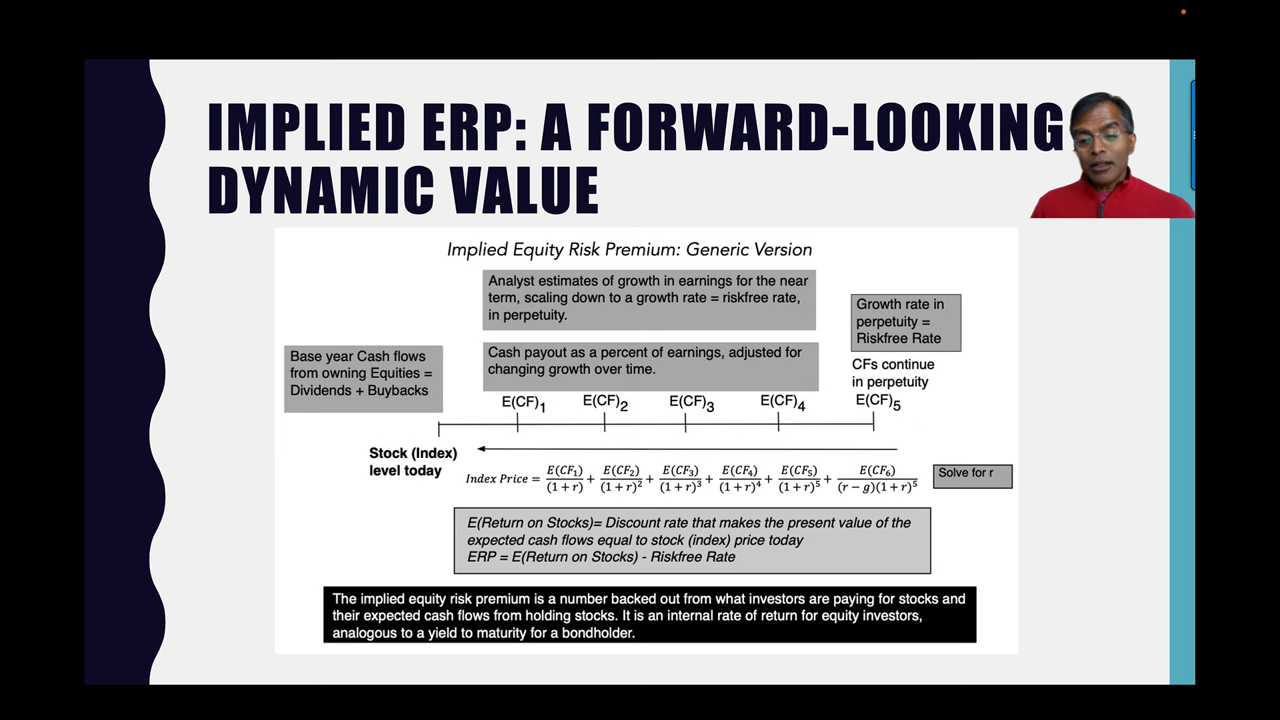 IMPLIED ERP: A FORWARD-LOOKING
DYNAMIC VALUE
Implied Equity Risk Premium: Generic Version
Analyst estimates of growth in earnings for the near
term, scaling down to a growth rate = riskfree rate,
in perpetuity.
Growth rate in
perpetuity =
Riskfree Rate
Base year Cash flows
from owning Equities =
Dividends + Buybacks
Cash payout as a percent of earnings, adjusted for
changing growth over time.
CFs continue
in perpetuity
E(CF)1 E(CF)2 E(CF)3 E(CF)4 E(CF)5
Stock (Index)
level today
Index Price = E(CF₁)/(1+r) + E(CF₂)/(1+r)² + E(CF₃)/(1+r)³ + E(CF₄)/(1+r)⁴ + E(CF₅)/(1+r)⁵ + E(CF₆)/(r−g)(1+r)⁵
Solve for r
E(Return on Stocks)= Discount rate that makes the present value of the
expected cash flows equal to stock (index) price today
ERP = E(Return on Stocks) - Riskfree Rate
The implied equity risk premium is a number backed out from what investors are paying for stocks and
their expected cash flows from holding stocks. It is an internal rate of return for equity investors,
analogous to a yield to maturity for a bondholder.